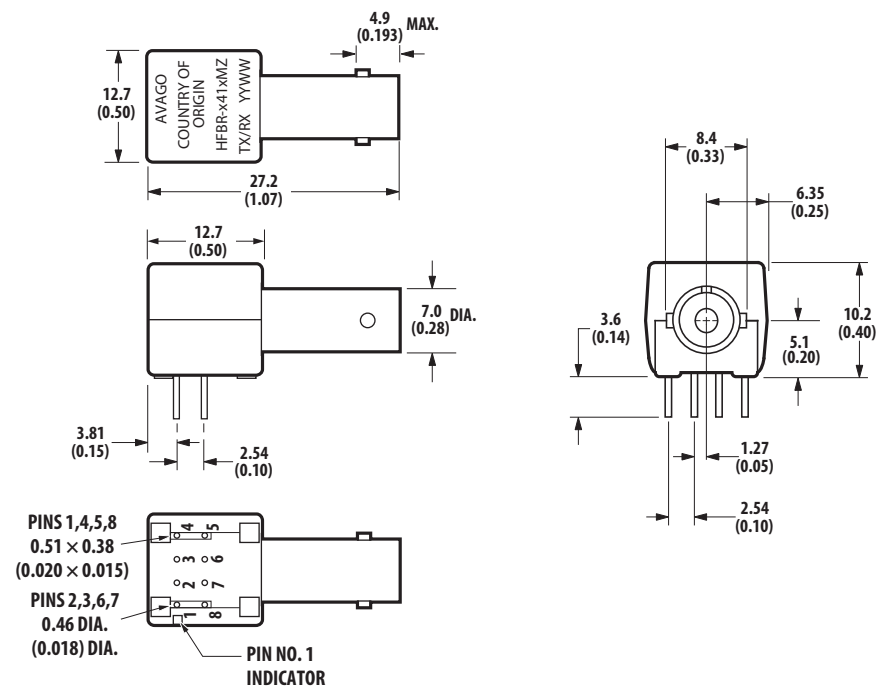 4.9
(0.193) MAX.
12.7
(0.50)
AVAGO
COUNTRY OF
ORIGIN
HFBR-x41xMZ
TX/RX YYWW
27.2
(1.07)
12.7
(0.50)
7.0
(0.28) DIA.
3.81
(0.15)
2.54
(0.10)
8.4
(0.33)
6.35
(0.25)
3.6
(0.14)
10.2
(0.40)
5.1
(0.20)
1.27
(0.05)
2.54
(0.10)
PINS 1,4,5,8
0.51 × 0.38
(0.020 × 0.015)
PINS 2,3,6,7
0.46 DIA.
(0.018) DIA.
4 5
3 6
2 7
1 8
PIN NO. 1
INDICATOR